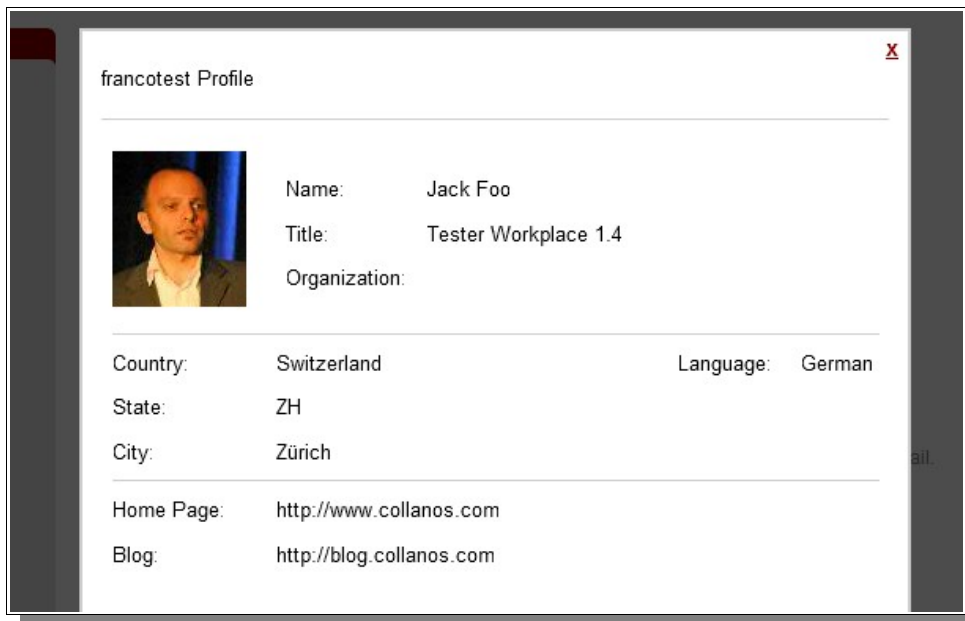 X
francotest Profile
Name: Jack Foo
Title: Tester Workplace 1.4
Organization:
Country: Switzerland Language: German
State: ZH
City: Zürich
ail.
Home Page: http://www.collanos.com
Blog: http://blog.collanos.com